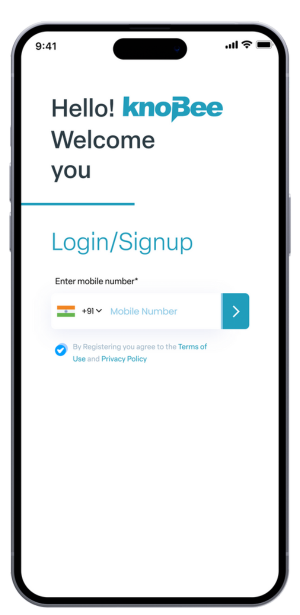 9:41
Hello! knoBee
Welcome
you
Login/Signup
Enter mobile number*
+91 Mobile Number
By Registering you agree to the Terms of
Use and Privacy Policy